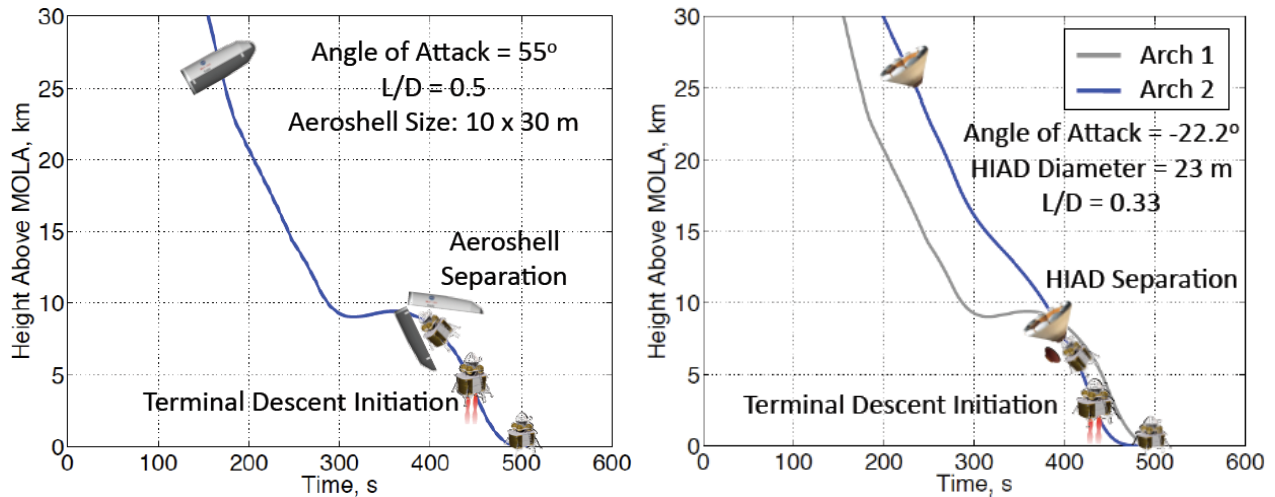 30
25
20
15
10
5
0
Height Above MOLA, km
Angle of Attack = 55º
L/D = 0.5
Aeroshell Size: 10 x 30 m
Aeroshell
Separation
Terminal Descent Initiation
0 100 200 300 400 500 600
Time, s
30
25
20
15
10
5
0
Height Above MOLA, km
Arch 1
Arch 2
Angle of Attack = -22.2º
HIAD Diameter = 23 m
L/D = 0.33
HIAD Separation
Terminal Descent Initiation
0 100 200 300 400 500 600
Time, s